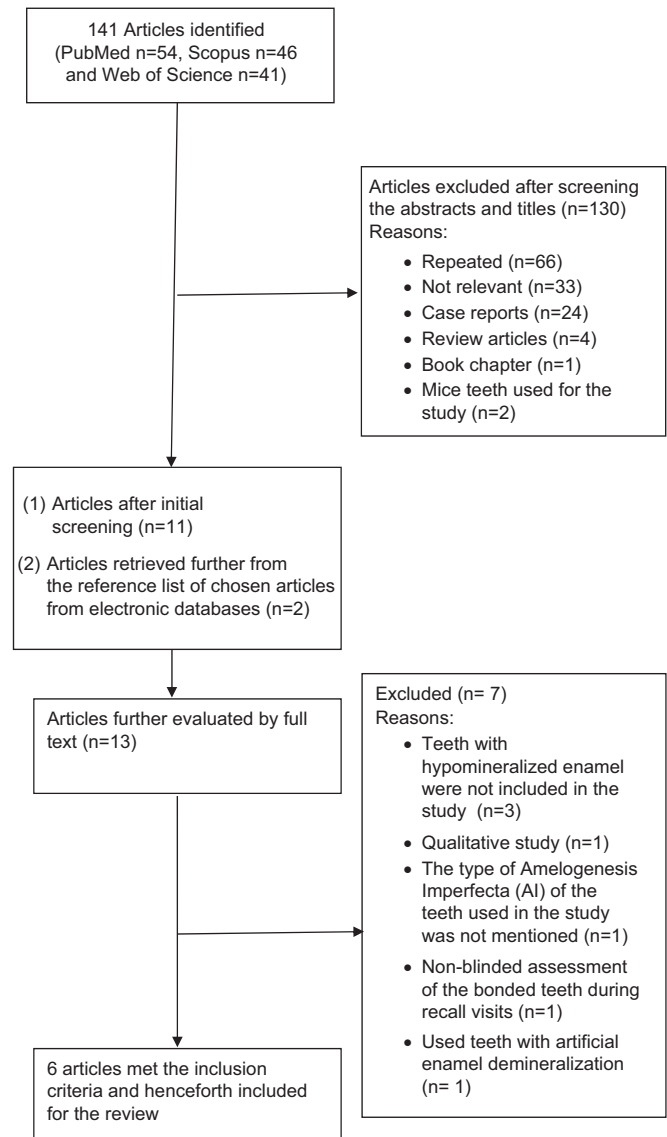 141 Articles identified
(PubMed n=54, Scopus n=46
and Web of Science n=41)
Articles excluded after screening
the abstracts and titles (n=130)
Reasons:
• Repeated (n=66)
• Not relevant (n=33)
• Case reports (n=24)
• Review articles (n=4)
• Book chapter (n=1)
• Mice teeth used for the
study (n=2)
(1) Articles after initial
screening (n=11)
(2) Articles retrieved further from
the reference list of chosen articles
from electronic databases (n=2)
Articles further evaluated by full
text (n=13)
Excluded (n= 7)
Reasons:
• Teeth with
hypomineralized enamel
were not included in the
study (n=3)
• Qualitative study (n=1)
• The type of Amelogenesis
Imperfecta (AI) of the
teeth used in the study
was not mentioned (n=1)
• Non-blinded assessment
of the bonded teeth during
recall visits (n=1)
• Used teeth with artificial
enamel demineralization
(n= 1)
6 articles met the inclusion
criteria and henceforth included
for the review